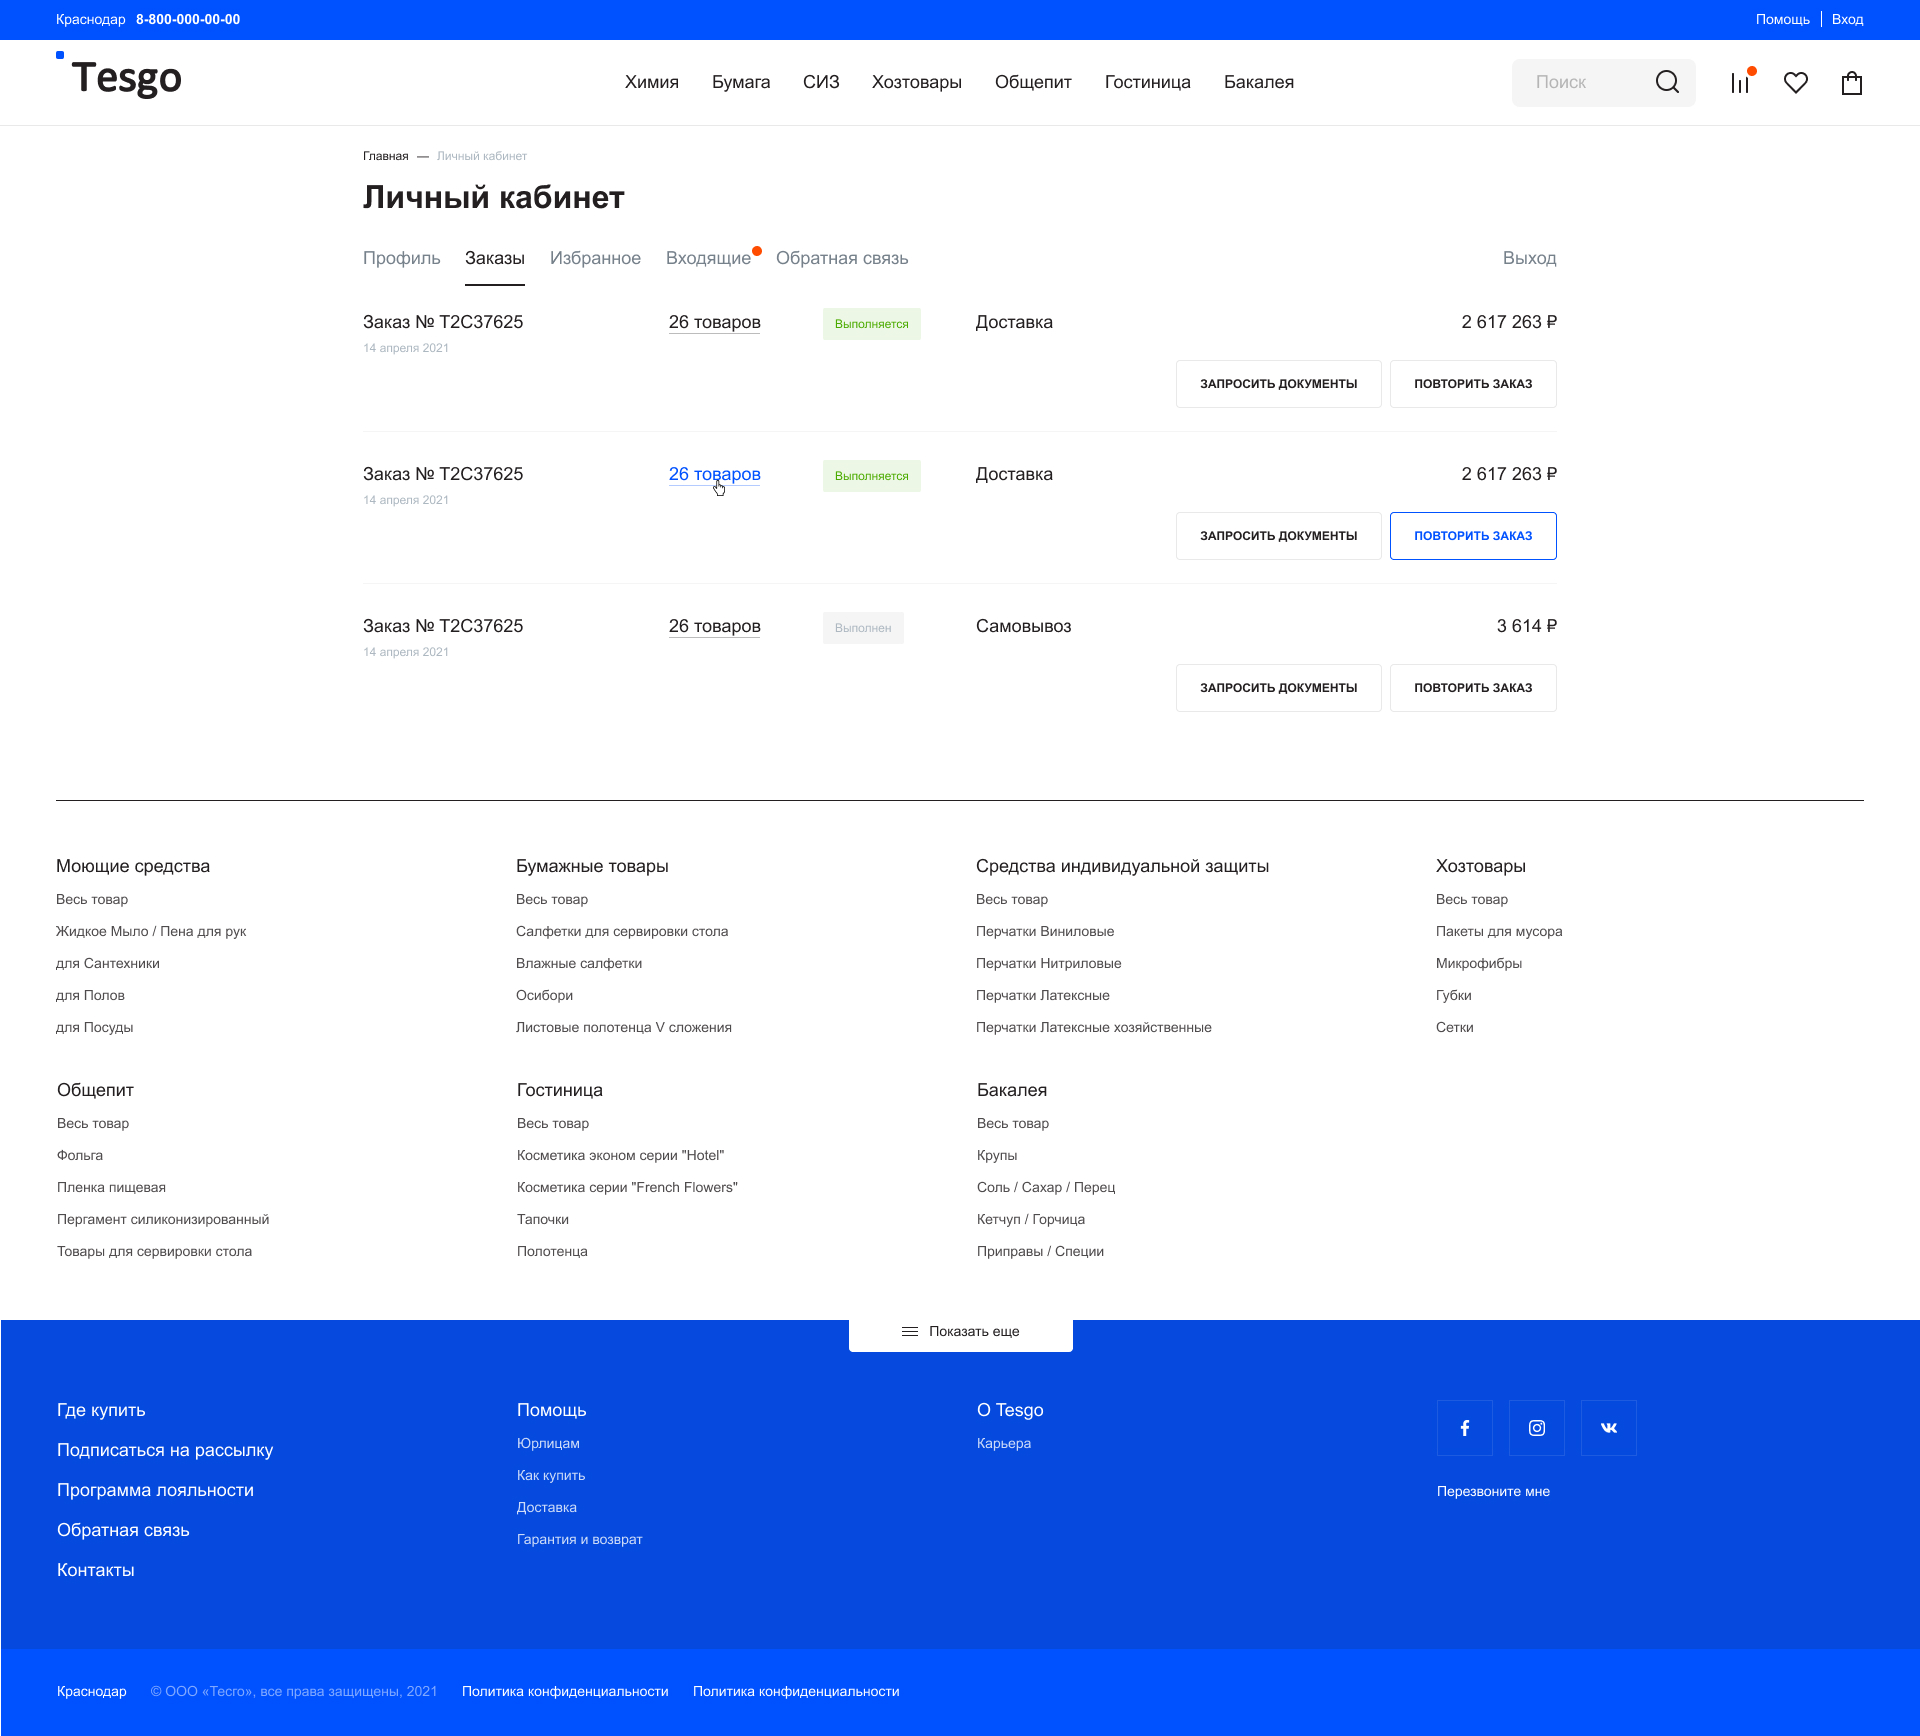 Краснодар 8-800-000-00-00
Помощь Вход
Tesgo
Химия Бумага СИЗ Хозтовары Общепит Гостиница Бакалея
Поиск
Главная — Личный кабинет
Личный кабинет
Профиль Заказы Избранное Входящие Обратная связь Выход
Заказ № Т2С37625 26 товаров Выполняется Доставка 2 617 263 ₽
14 апреля 2021
ЗАПРОСИТЬ ДОКУМЕНТЫ ПОВТОРИТЬ ЗАКАЗ
Заказ № Т2С37625 26 товаров Выполняется Доставка 2 617 263 ₽
14 апреля 2021
ЗАПРОСИТЬ ДОКУМЕНТЫ ПОВТОРИТЬ ЗАКАЗ
Заказ № Т2С37625 26 товаров Выполнен Самовывоз 3 614 ₽
14 апреля 2021
ЗАПРОСИТЬ ДОКУМЕНТЫ ПОВТОРИТЬ ЗАКАЗ
Моющие средства
Весь товар
Жидкое Мыло / Пена для рук
для Сантехники
для Полов
для Посуды
Бумажные товары
Весь товар
Салфетки для сервировки стола
Влажные салфетки
Осибори
Листовые полотенца V сложения
Средства индивидуальной защиты
Весь товар
Перчатки Виниловые
Перчатки Нитриловые
Перчатки Латексные
Перчатки Латексные хозяйственные
Хозтовары
Весь товар
Пакеты для мусора
Микрофибры
Губки
Сетки
Общепит
Весь товар
Фольга
Пленка пищевая
Пергамент силиконизированный
Товары для сервировки стола
Гостиница
Весь товар
Косметика эконом серии "Hotel"
Косметика серии "French Flowers"
Тапочки
Полотенца
Бакалея
Весь товар
Крупы
Соль / Сахар / Перец
Кетчуп / Горчица
Приправы / Специи
Показать еще
Где купить
Подписаться на рассылку
Программа лояльности
Обратная связь
Контакты
Помощь
Юрлицам
Как купить
Доставка
Гарантия и возврат
О Tesgo
Карьера
Перезвоните мне
Краснодар © ООО «Тесго», все права защищены, 2021 Политика конфиденциальности Политика конфиденциальности